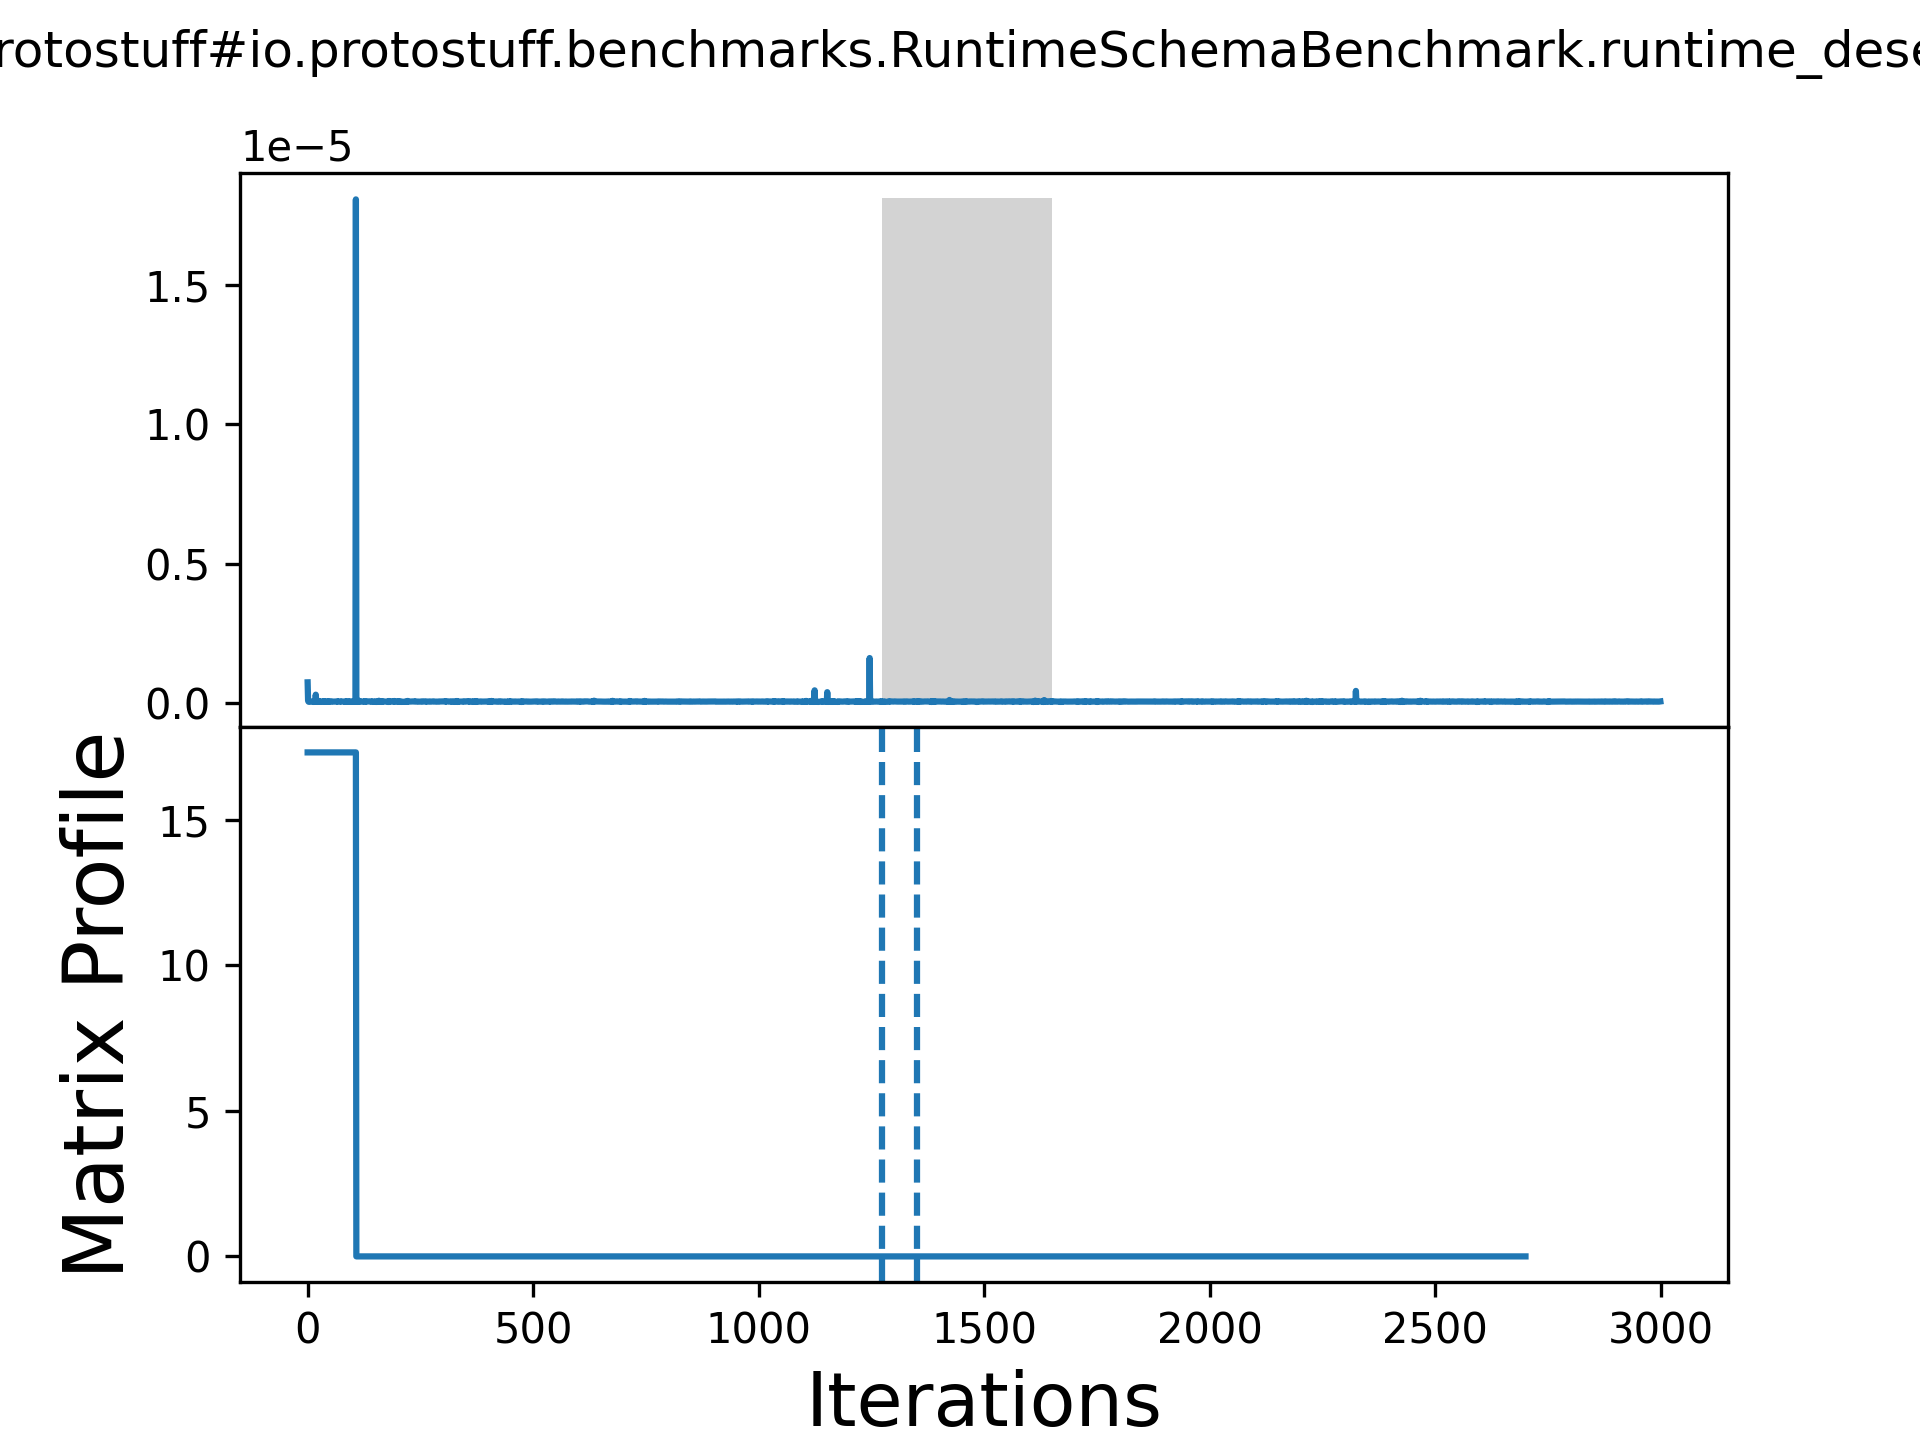 rotostuff#io.protostuff.benchmarks.RuntimeSchemaBenchmark.runtime_dese
1e−5
1.5
1.0
0.5
0.0
Matrix Profile
15
10
5
0
0 500 1000 1500 2000 2500 3000
Iterations